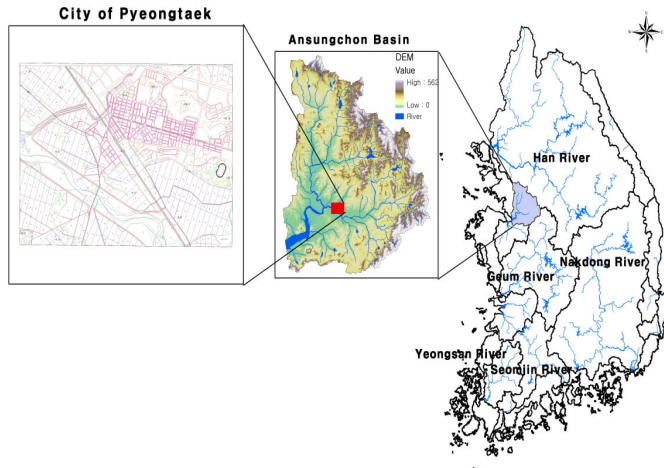 City of Pyeongtaek
Ansungchon Basin
DEM
Value
High : 562
Low : 0
River
N
Han River
Nakdong River
Geum River
Yeongsan River
Seomjin River